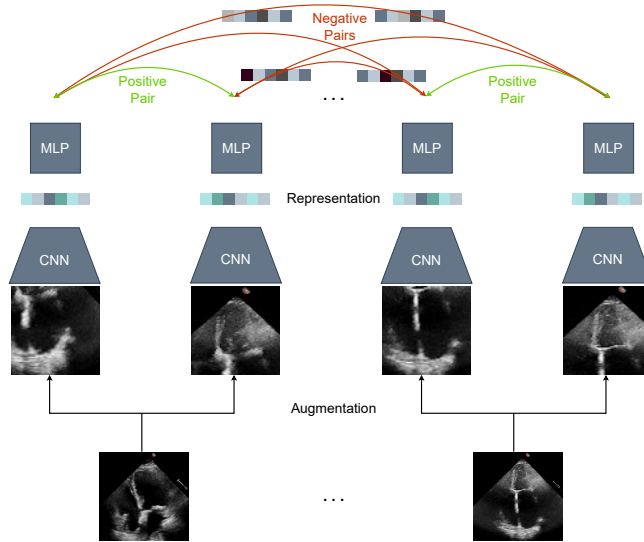 Negative
Pairs
Positive
Pair
Positive
Pair
...
MLP
MLP
MLP
MLP
Representation
CNN
CNN
CNN
CNN
Augmentation
...